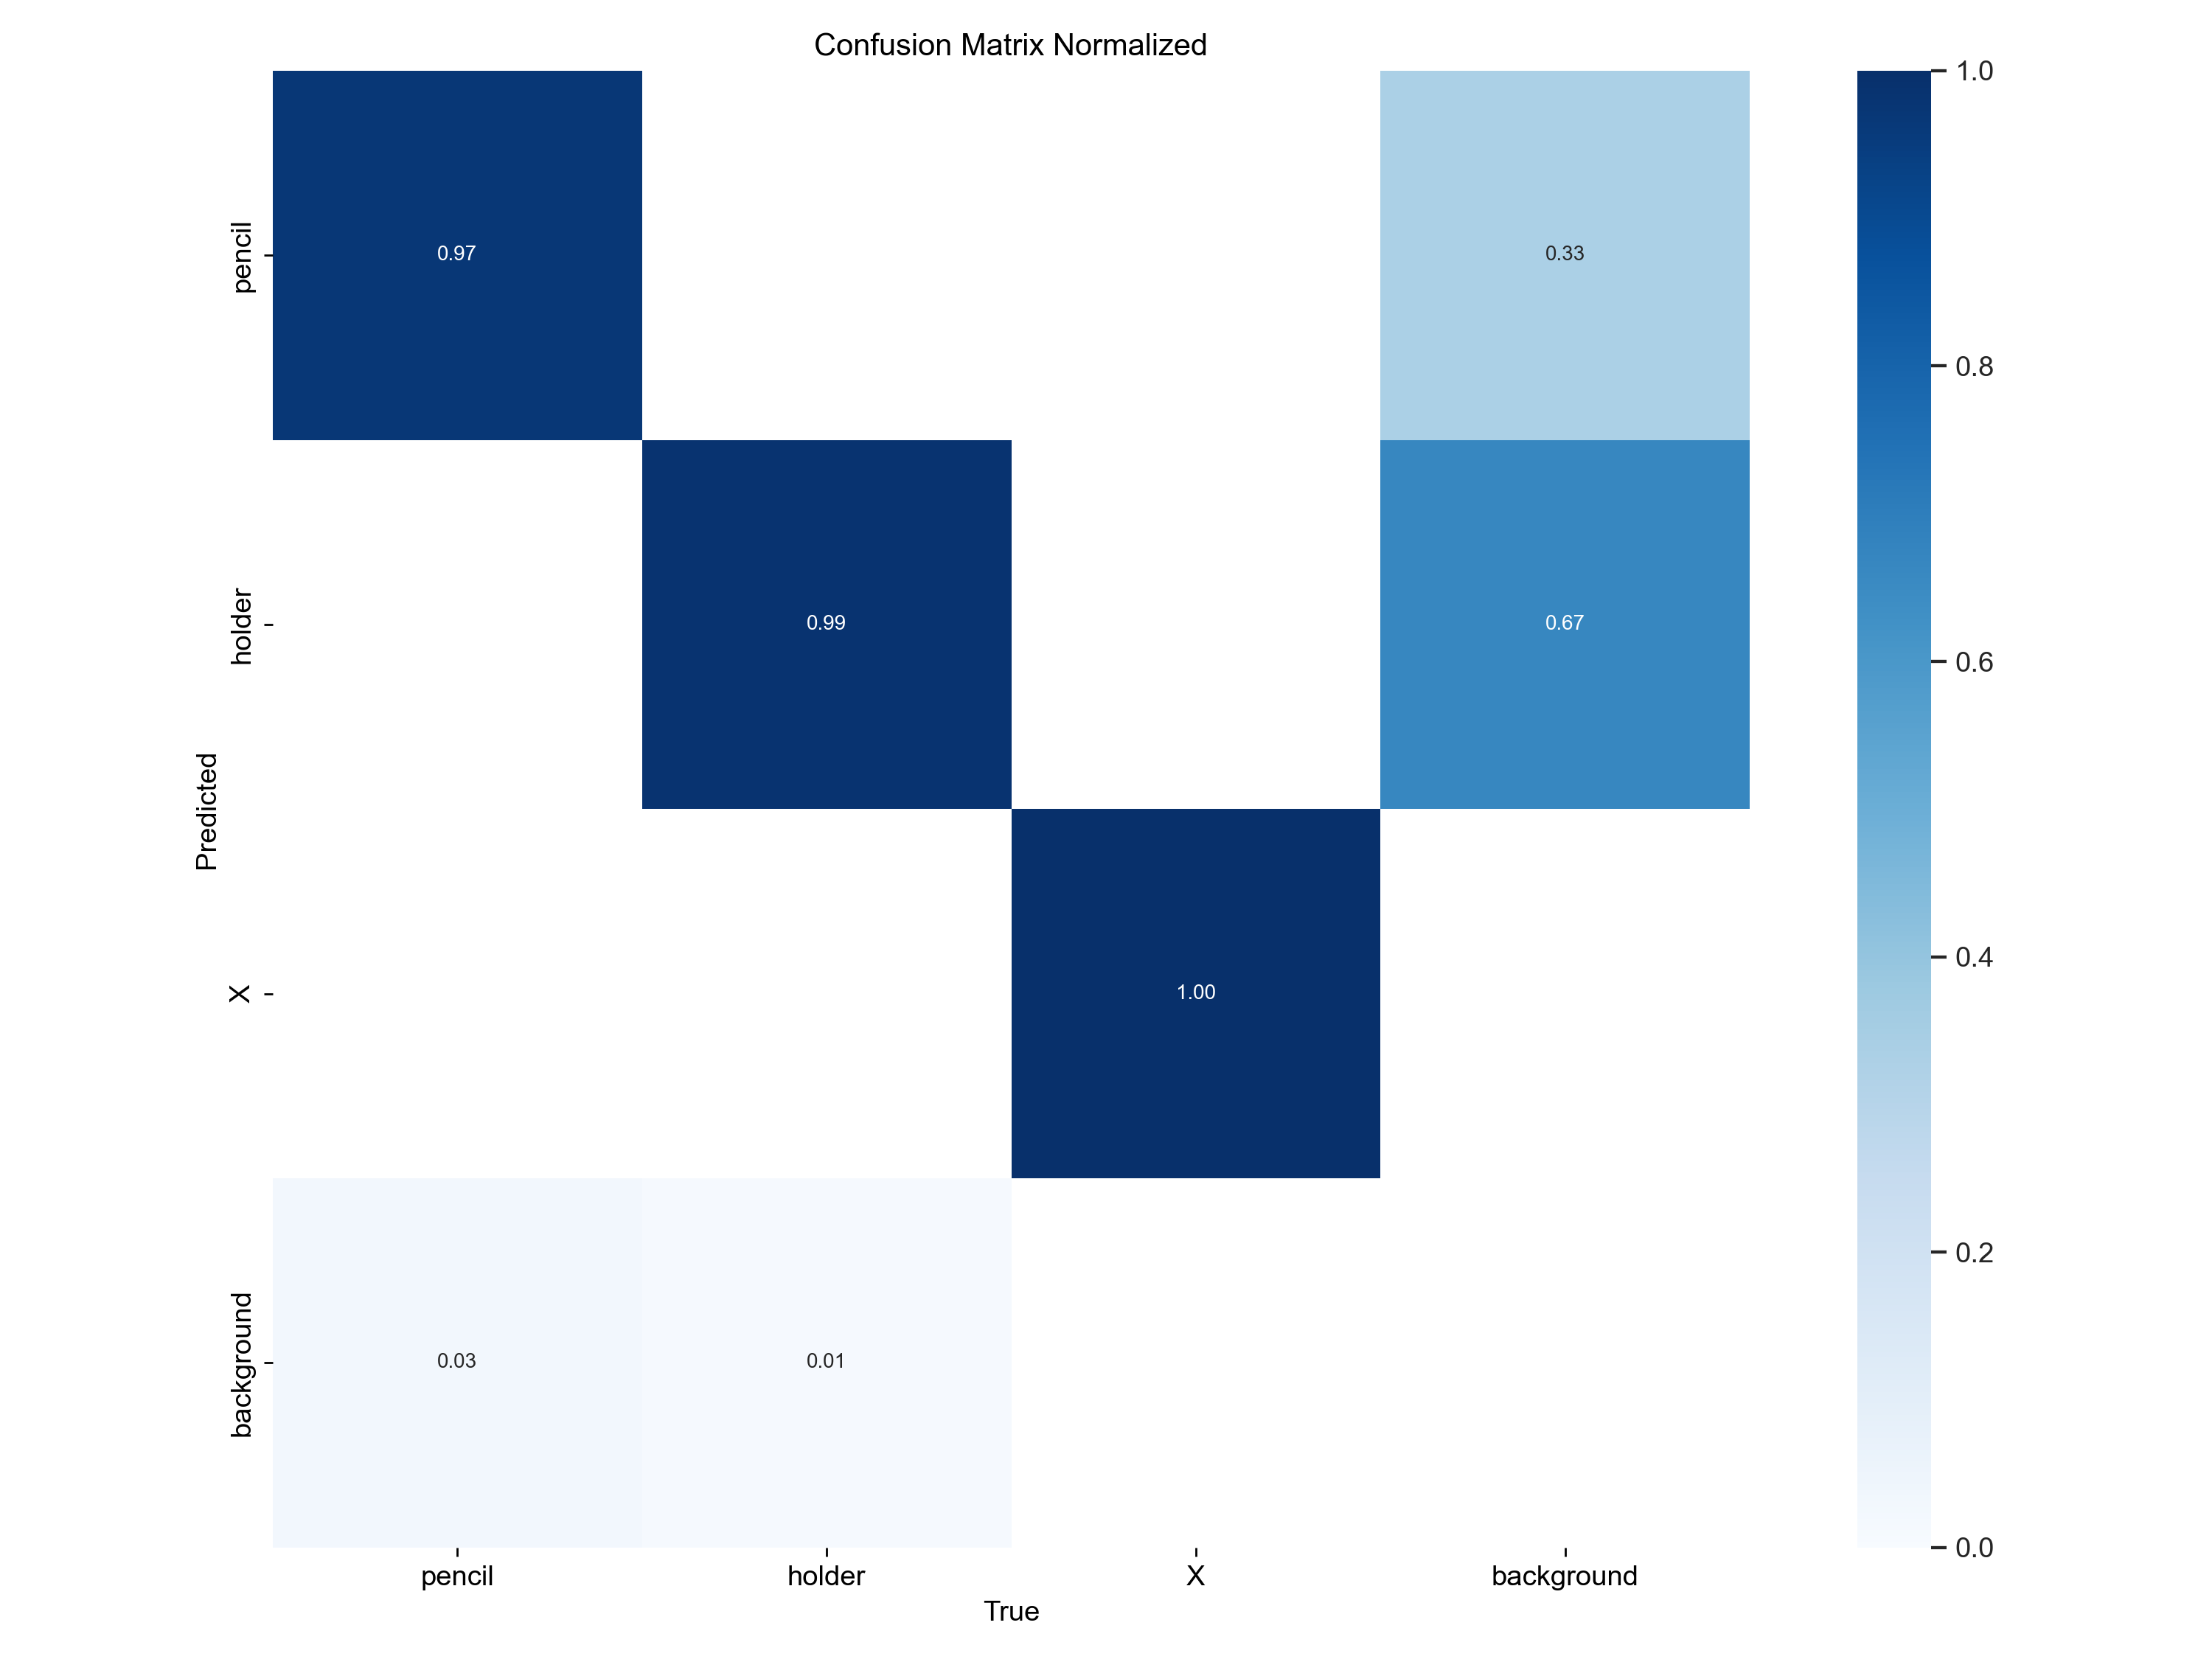 Confusion Matrix Normalized
1.0
pencil
0.97
0.33
0.8
holder
0.99
0.67
0.6
Predicted
X
1.00
0.4
background
0.03
0.01
0.2
0.0
pencil
holder
X
background
True